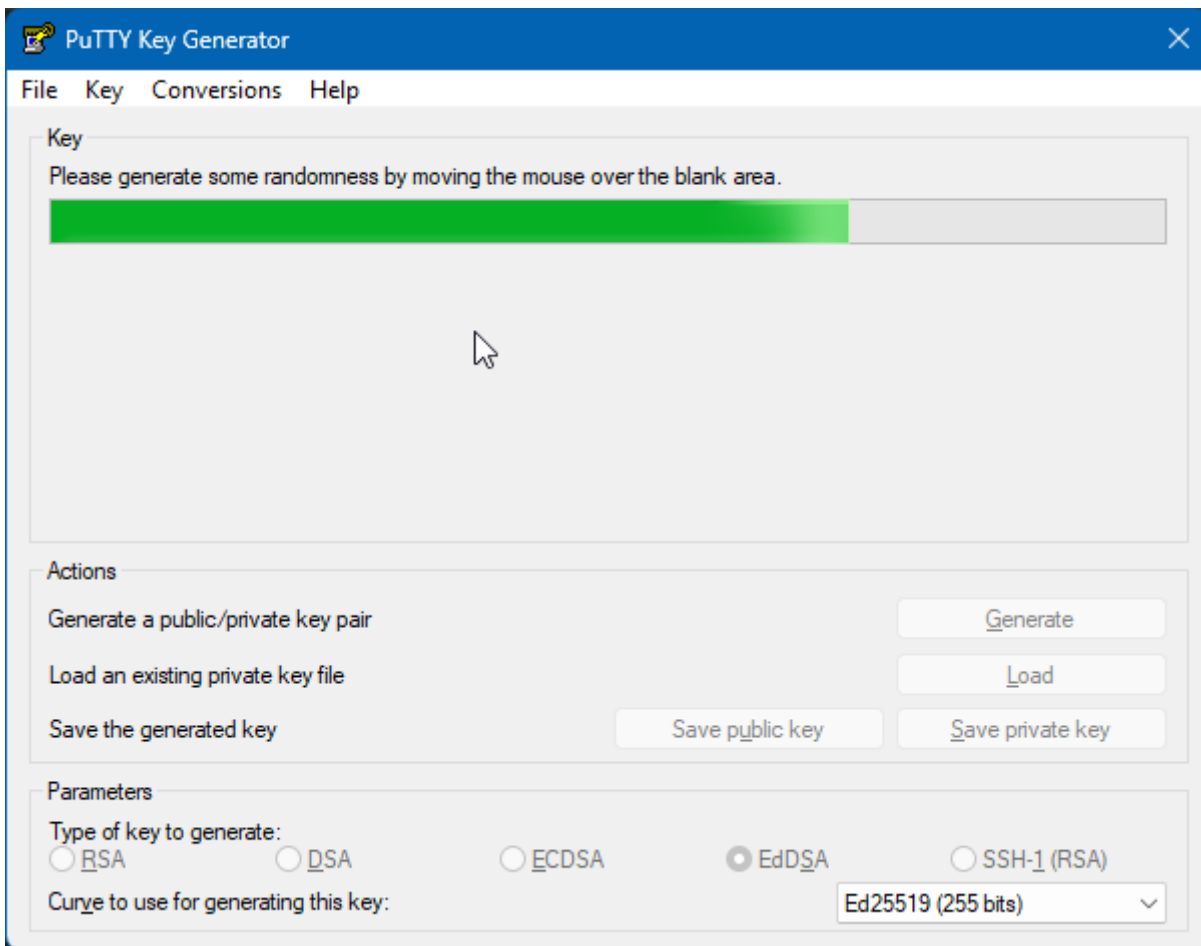 PuTTY Key Generator
File Key Conversions Help
Key
Please generate some randomness by moving the mouse over the blank area.
Actions
Generate a public/private key pair Generate
Load an existing private key file Load
Save the generated key Save public key Save private key
Parameters
Type of key to generate:
RSA DSA ECDSA EdDSA SSH-1 (RSA)
Curve to use for generating this key: Ed25519 (255 bits)